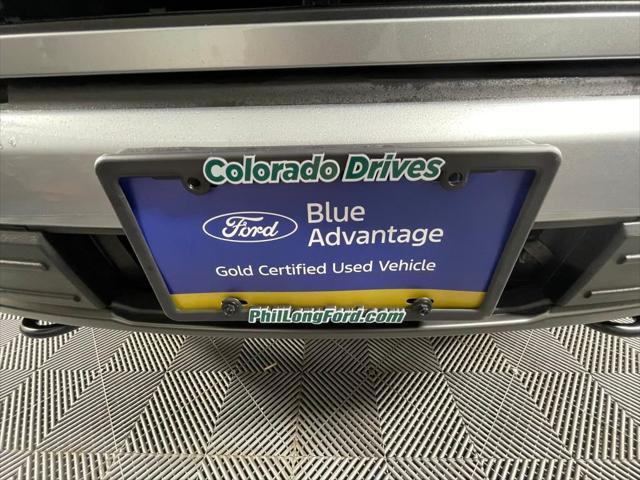 Colorado Drives
Ford
Blue
Advantage
Gold Certified Used Vehicle
PhilLongFord.com